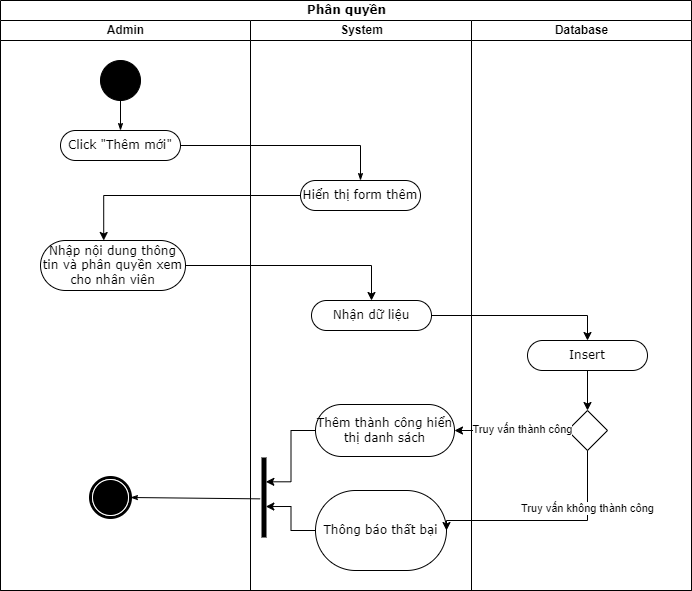 Phân quyền
Admin
System
Database
Click "Thêm mới"
Hiển thị form thêm
Nhập nội dung thông
tin và phân quyền xem
cho nhân viên
Nhận dữ liệu
Insert
Thêm thành công hiển
thị danh sách
Truy vấn thành công
Truy vấn không thành công
Thông báo thất bại